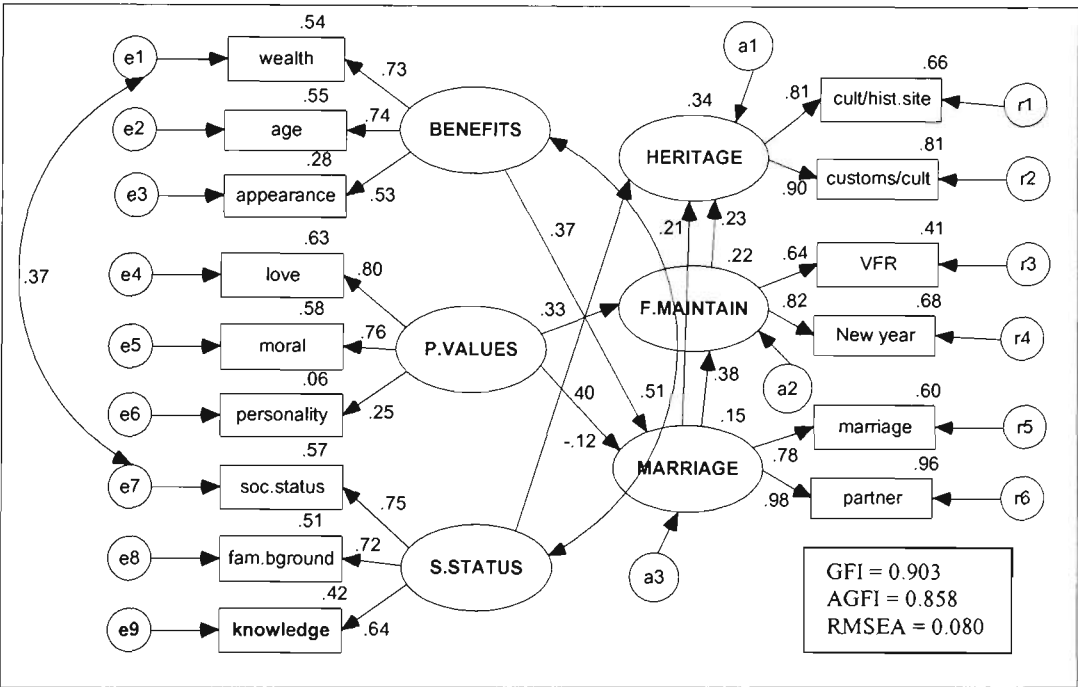 .54
e1
wealth
.73
.55
e2
age
.74
.28
e3
appearance
.53
BENEFITS
.63
e4
love
.80
.58
e5
moral
.76
.06
e6
personality
.25
P.VALUES
.37
.57
e7
soc.status
.75
.51
e8
fam.bground
.72
.42
e9
knowledge
.64
S.STATUS
.37
.33
40
-.12
.51
a1
.34
HERITAGE
.21
.23
.22
F.MAINTAIN
a2
.38
.15
MARRIAGE
a3
.66
.81
cult/hist.site
r1
.81
.90
customs/cult
r2
.41
.64
VFR
r3
.68
.82
New year
r4
.60
.78
marriage
r5
.96
.98
partner
r6
GFI = 0.903
AGFI = 0.858
RMSEA = 0.080